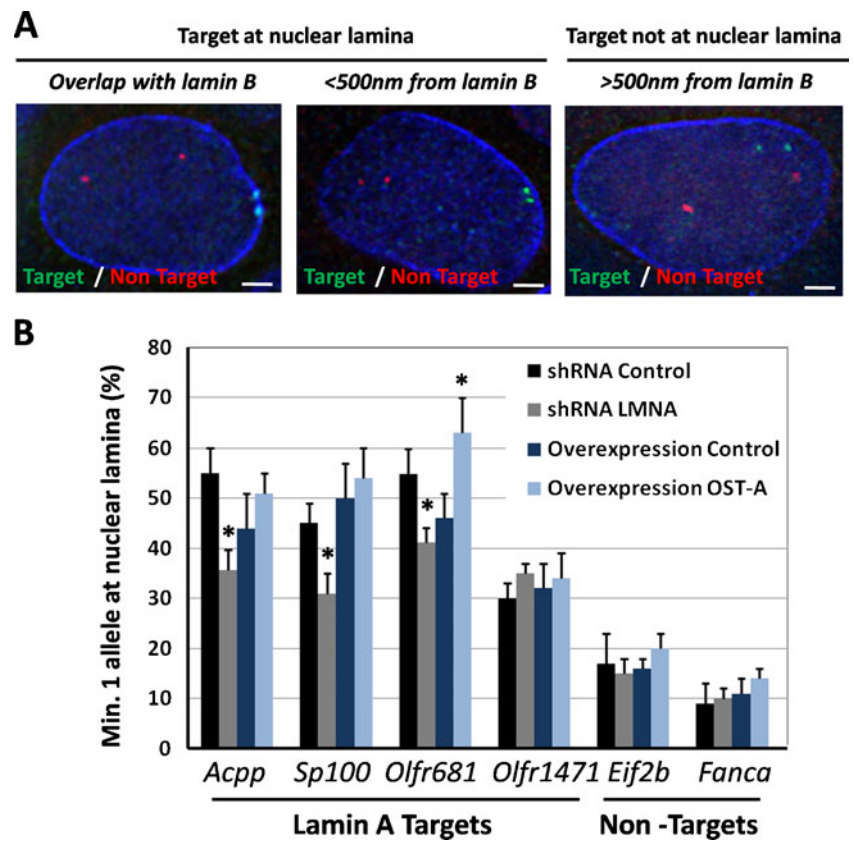 A
Target at nuclear lamina
Target not at nuclear lamina
Overlap with lamin B
<500nm from lamin B
>500nm from lamin B
Target / Non Target
Target / Non Target
Target / Non Target
B
Min. 1 allele at nuclear lamina (%)
80
70
60
50
40
30
20
10
0
shRNA Control
shRNA LMNA
Overexpression Control
Overexpression OST-A
*
*
*
*
Acpp Sp100 Olfr681 Olfr1471 Eif2b Fanca
Lamin A Targets
Non -Targets